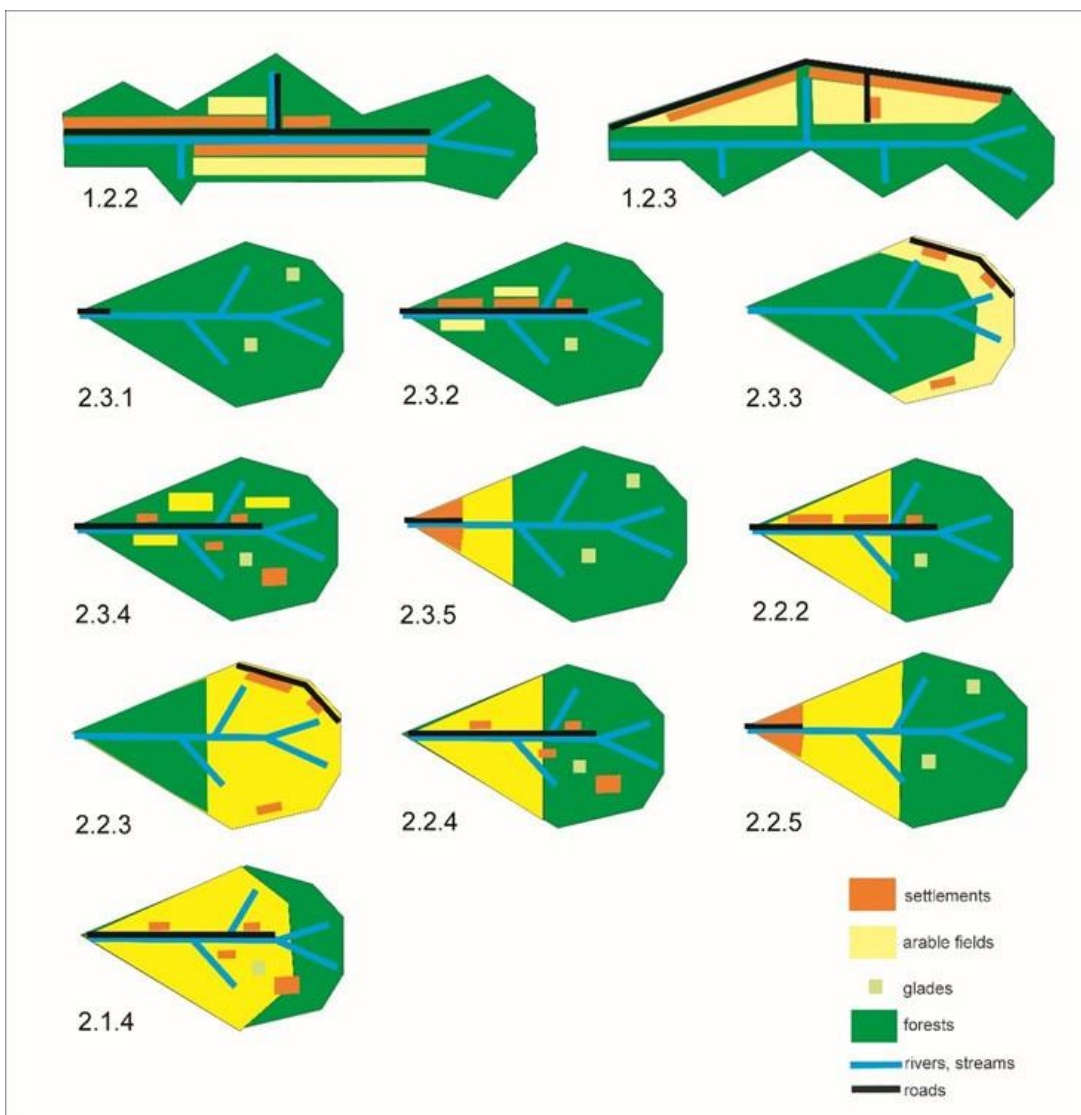 1.2.2
1.2.3
2.3.1
2.3.2
2.3.3
2.3.4
2.3.5
2.2.2
2.2.3
2.2.4
2.2.5
2.1.4
settlements
arable fields
glades
forests
rivers, streams
roads